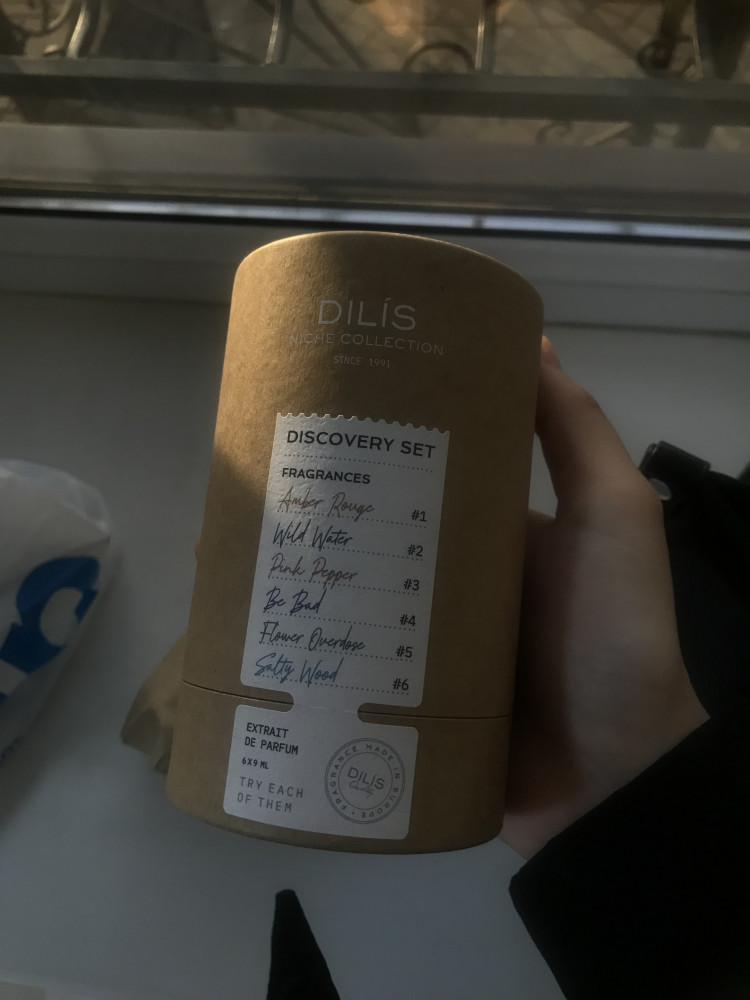 DILÍS
NICHE COLLECTION
SINCE 1991
DISCOVERY SET
FRAGRANCES
Amber Rouge #1
Wild Water #2
Pink Pepper #3
Be Bad #4
Flower Overdose #5
Salty Wood #6
EXTRAIT
DE PARFUM
6X9 ML
TRY EACH
OF THEM
FRAGRANCE MADE IN EUROPE
DILÍS
Quality